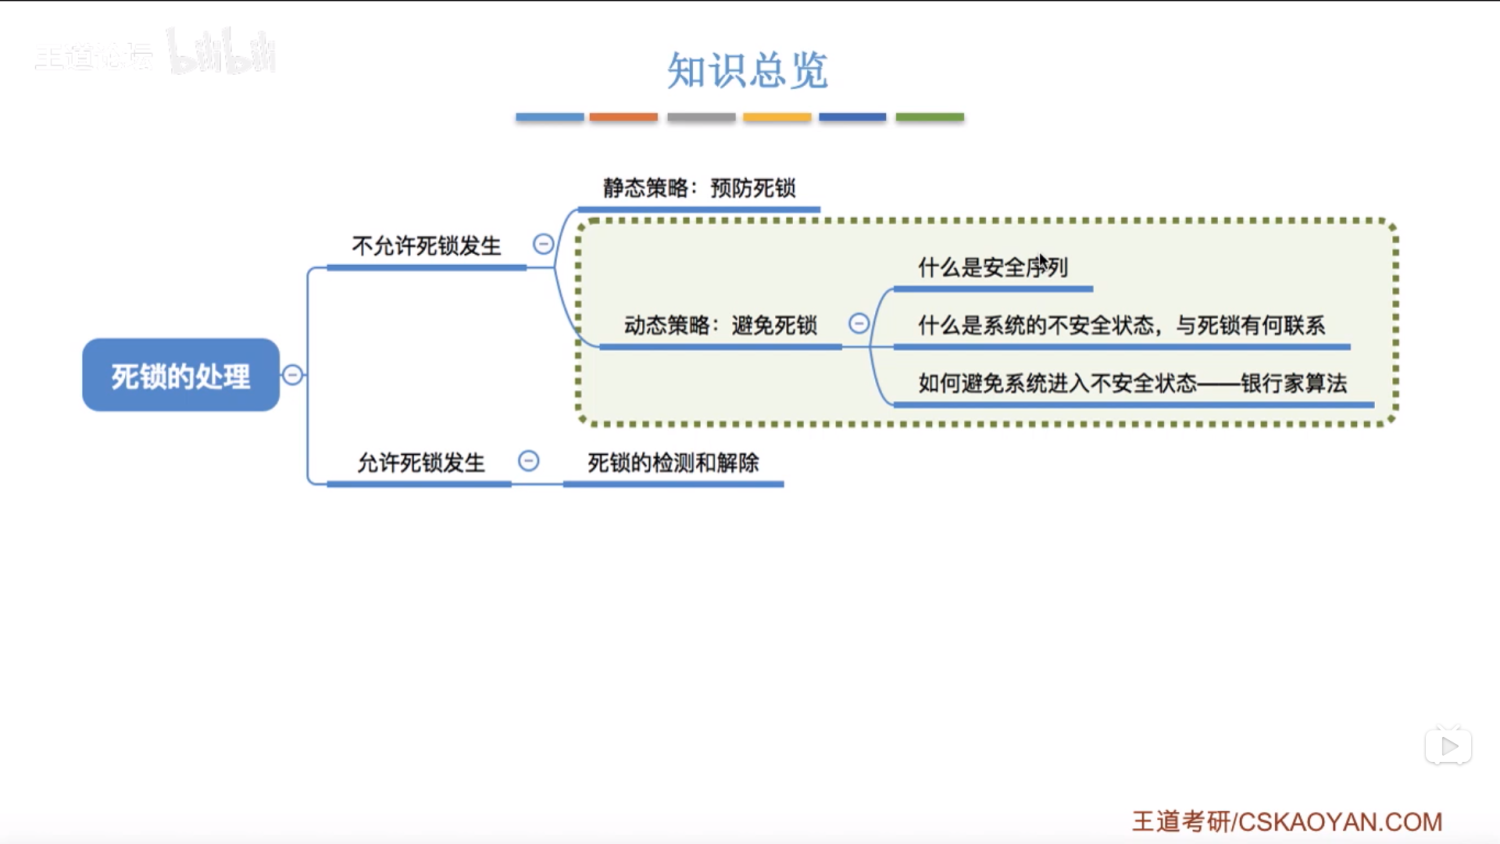 王道论坛 bilibili
知识总览
静态策略：预防死锁
不允许死锁发生
什么是安全序列
动态策略：避免死锁
什么是系统的不安全状态，与死锁有何联系
死锁的处理
如何避免系统进入不安全状态——银行家算法
允许死锁发生
死锁的检测和解除
王道考研/CSKAOYAN.COM